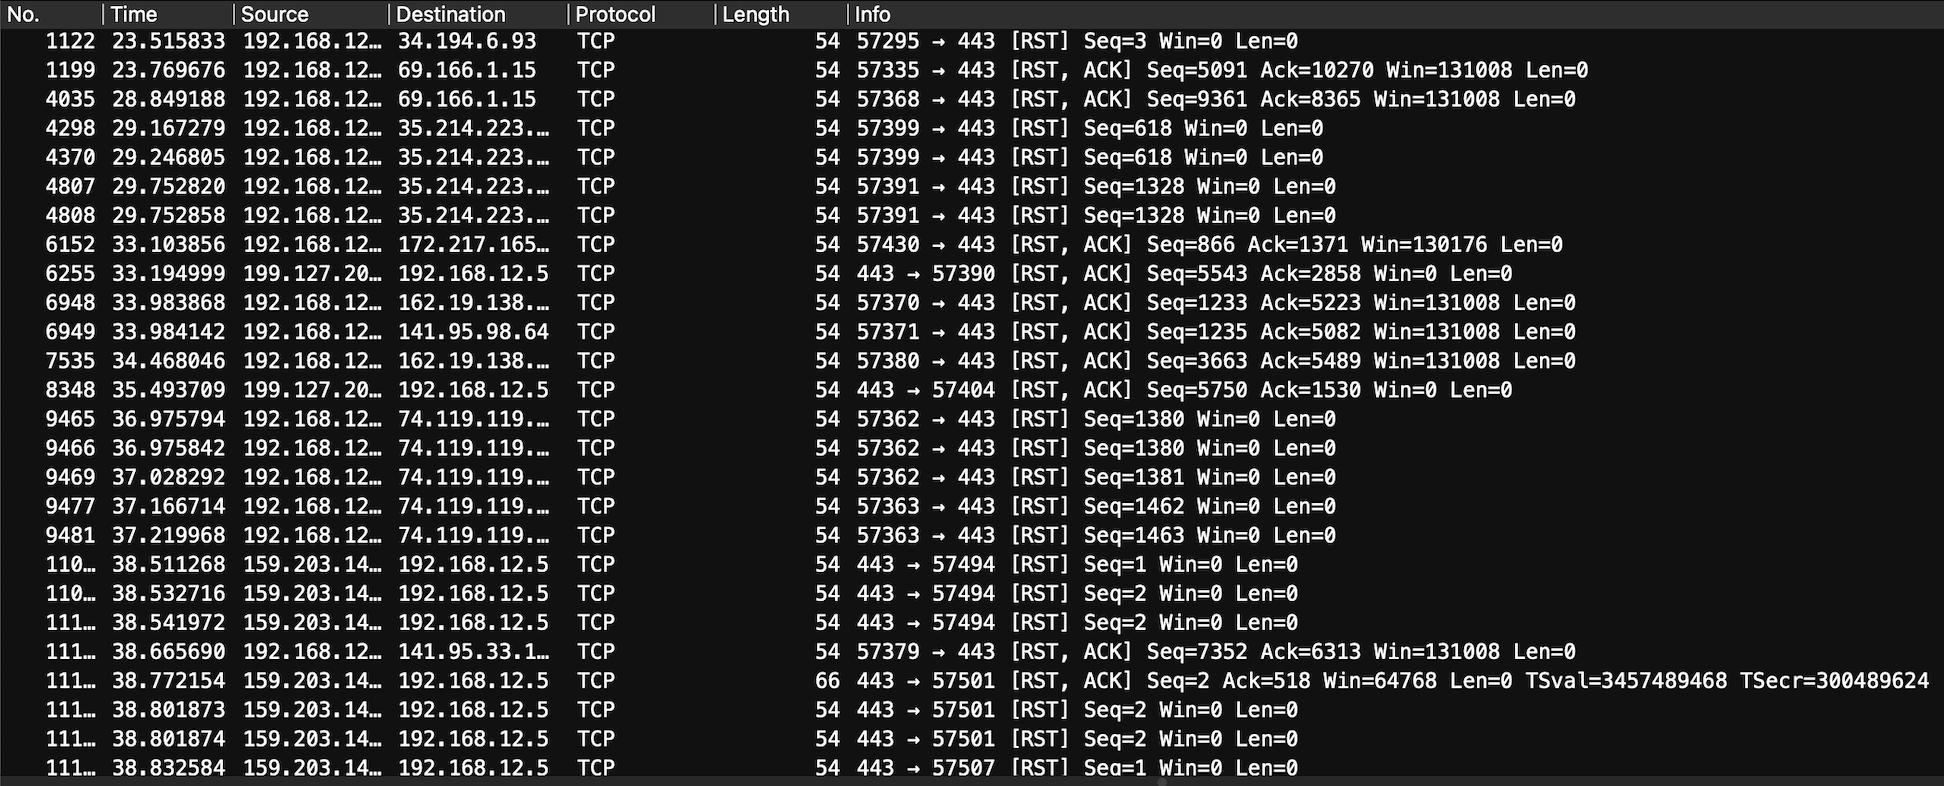 No. Time Source Destination Protocol Length Info
1122 23.515833 192.168.12… 34.194.6.93 TCP 54 57295 → 443 [RST] Seq=3 Win=0 Len=0
1199 23.769676 192.168.12… 69.166.1.15 TCP 54 57335 → 443 [RST, ACK] Seq=5091 Ack=10270 Win=131008 Len=0
4035 28.849188 192.168.12… 69.166.1.15 TCP 54 57368 → 443 [RST, ACK] Seq=9361 Ack=8365 Win=131008 Len=0
4298 29.167279 192.168.12… 35.214.223.… TCP 54 57399 → 443 [RST] Seq=618 Win=0 Len=0
4370 29.246805 192.168.12… 35.214.223.… TCP 54 57399 → 443 [RST] Seq=618 Win=0 Len=0
4807 29.752820 192.168.12… 35.214.223.… TCP 54 57391 → 443 [RST] Seq=1328 Win=0 Len=0
4808 29.752858 192.168.12… 35.214.223.… TCP 54 57391 → 443 [RST] Seq=1328 Win=0 Len=0
6152 33.103856 192.168.12… 172.217.165… TCP 54 57430 → 443 [RST, ACK] Seq=866 Ack=1371 Win=130176 Len=0
6255 33.194999 199.127.20… 192.168.12.5 TCP 54 443 → 57390 [RST, ACK] Seq=5543 Ack=2858 Win=0 Len=0
6948 33.983868 192.168.12… 162.19.138.… TCP 54 57370 → 443 [RST, ACK] Seq=1233 Ack=5223 Win=131008 Len=0
6949 33.984142 192.168.12… 141.95.98.64 TCP 54 57371 → 443 [RST, ACK] Seq=1235 Ack=5082 Win=131008 Len=0
7535 34.468046 192.168.12… 162.19.138.… TCP 54 57380 → 443 [RST, ACK] Seq=3663 Ack=5489 Win=131008 Len=0
8348 35.493709 199.127.20… 192.168.12.5 TCP 54 443 → 57404 [RST, ACK] Seq=5750 Ack=1530 Win=0 Len=0
9465 36.975794 192.168.12… 74.119.119.… TCP 54 57362 → 443 [RST] Seq=1380 Win=0 Len=0
9466 36.975842 192.168.12… 74.119.119.… TCP 54 57362 → 443 [RST] Seq=1380 Win=0 Len=0
9469 37.028292 192.168.12… 74.119.119.… TCP 54 57362 → 443 [RST] Seq=1381 Win=0 Len=0
9477 37.166714 192.168.12… 74.119.119.… TCP 54 57363 → 443 [RST] Seq=1462 Win=0 Len=0
9481 37.219968 192.168.12… 74.119.119.… TCP 54 57363 → 443 [RST] Seq=1463 Win=0 Len=0
110… 38.511268 159.203.14… 192.168.12.5 TCP 54 443 → 57494 [RST] Seq=1 Win=0 Len=0
110… 38.532716 159.203.14… 192.168.12.5 TCP 54 443 → 57494 [RST] Seq=2 Win=0 Len=0
111… 38.541972 159.203.14… 192.168.12.5 TCP 54 443 → 57494 [RST] Seq=2 Win=0 Len=0
111… 38.665690 192.168.12… 141.95.33.1… TCP 54 57379 → 443 [RST, ACK] Seq=7352 Ack=6313 Win=131008 Len=0
111… 38.772154 159.203.14… 192.168.12.5 TCP 66 443 → 57501 [RST, ACK] Seq=2 Ack=518 Win=64768 Len=0 TSval=3457489468 TSecr=300489624
111… 38.801873 159.203.14… 192.168.12.5 TCP 54 443 → 57501 [RST] Seq=2 Win=0 Len=0
111… 38.801874 159.203.14… 192.168.12.5 TCP 54 443 → 57501 [RST] Seq=2 Win=0 Len=0
111… 38.832584 159.203.14… 192.168.12.5 TCP 54 443 → 57507 [RST] Seq=1 Win=0 Len=0